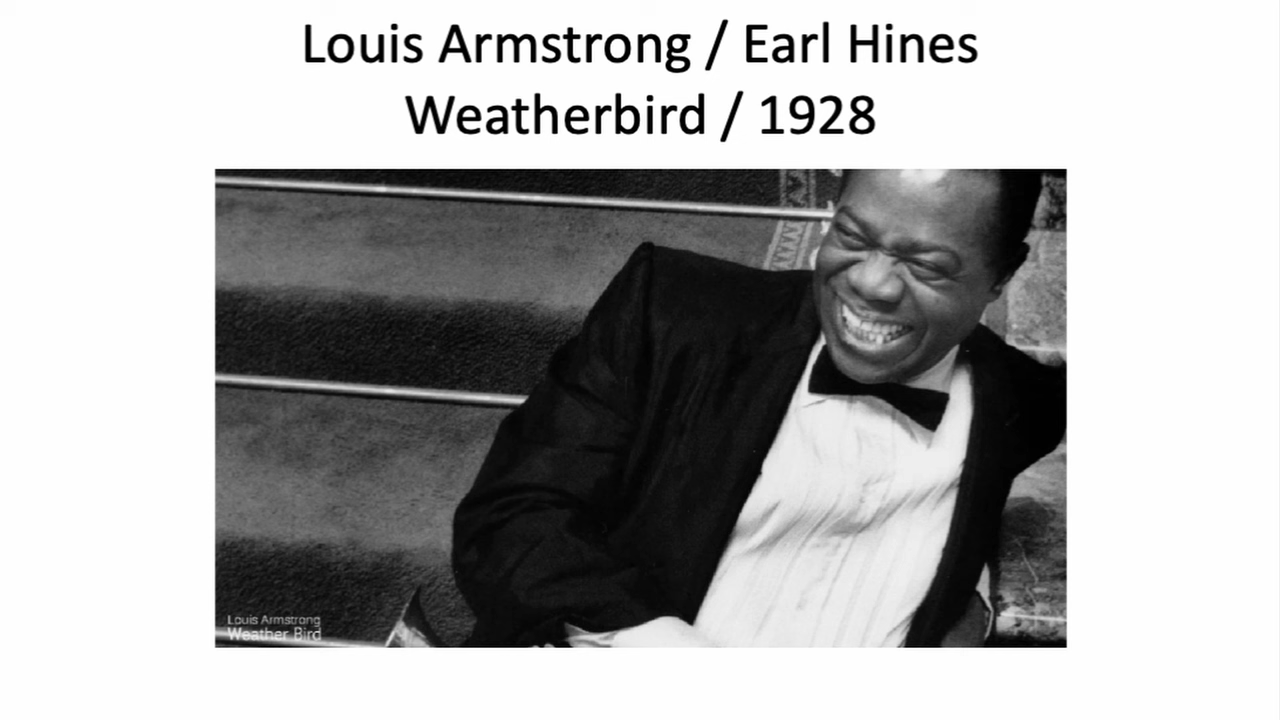 Louis Armstrong / Earl Hines
Weatherbird / 1928
Louis Armstrong
Weather Bird